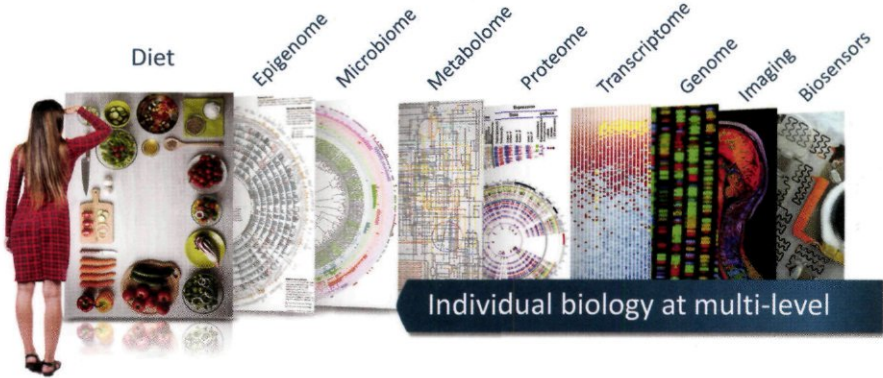 Diet
Epigenome
Microbiome
Metabolome
Proteome
Transcriptome
Genome
Imaging
Biosensors
Individual biology at multi-level